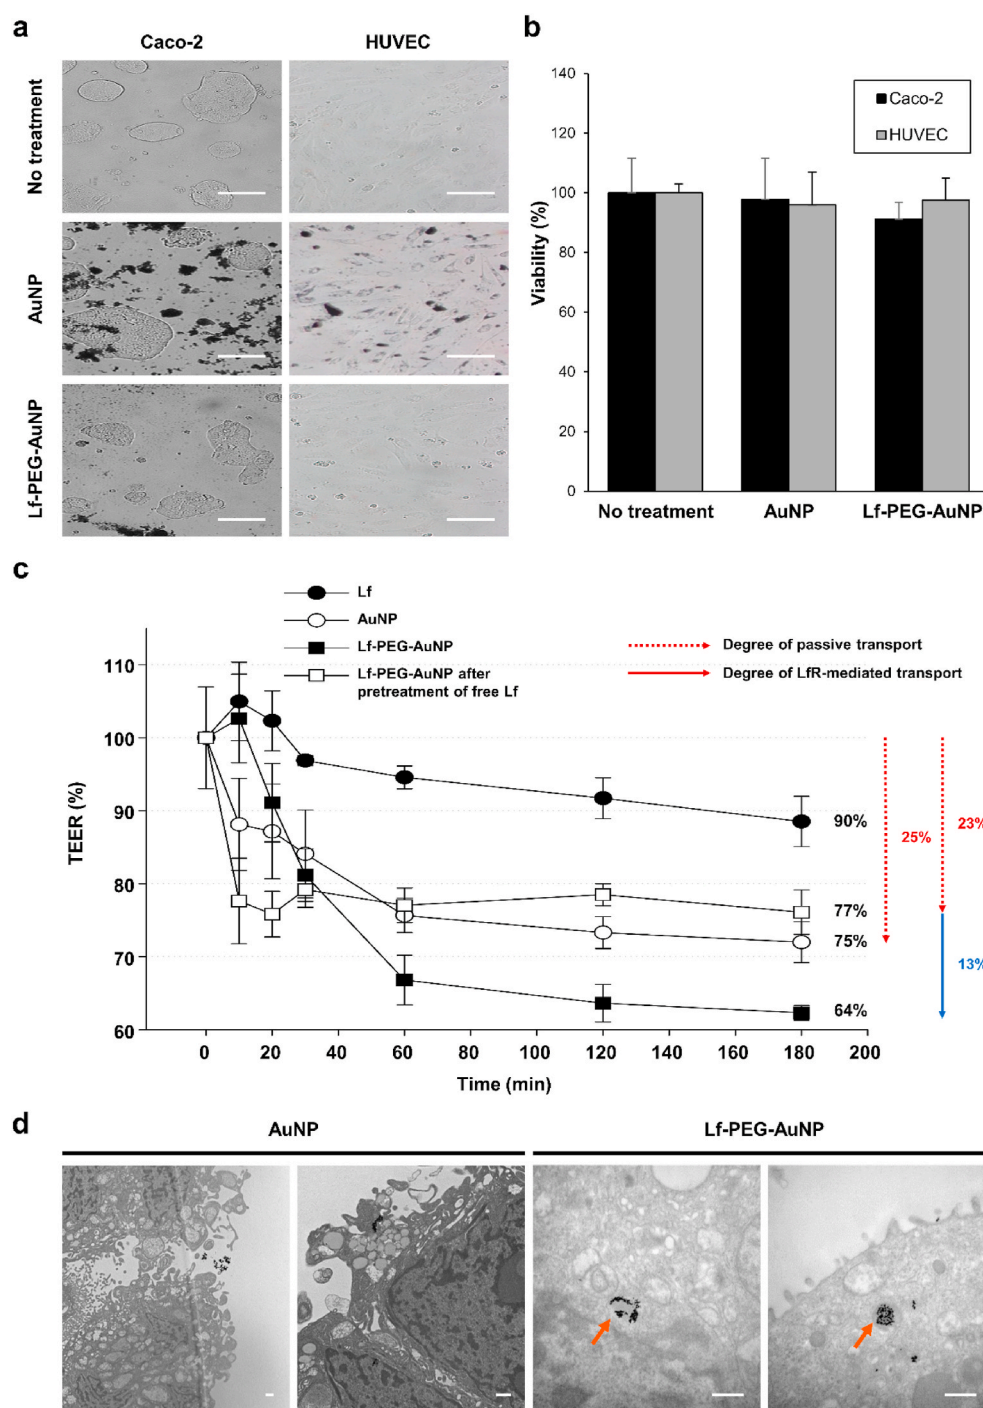 a
Caco-2 HUVEC
No treatment
AuNP
Lf-PEG-AuNP
b
140
120
100
80
60
40
20
0
Viability (%)
Caco-2
HUVEC
No treatment AuNP Lf-PEG-AuNP
c
Lf
AuNP
Lf-PEG-AuNP
Lf-PEG-AuNP after
pretreatment of free Lf
Degree of passive transport
Degree of LfR-mediated transport
110
100
90
80
70
60
TEER (%)
90%
77%
75%
64%
25%
23%
13%
0 20 40 60 80 100 120 140 160 180 200
Time (min)
d
AuNP Lf-PEG-AuNP